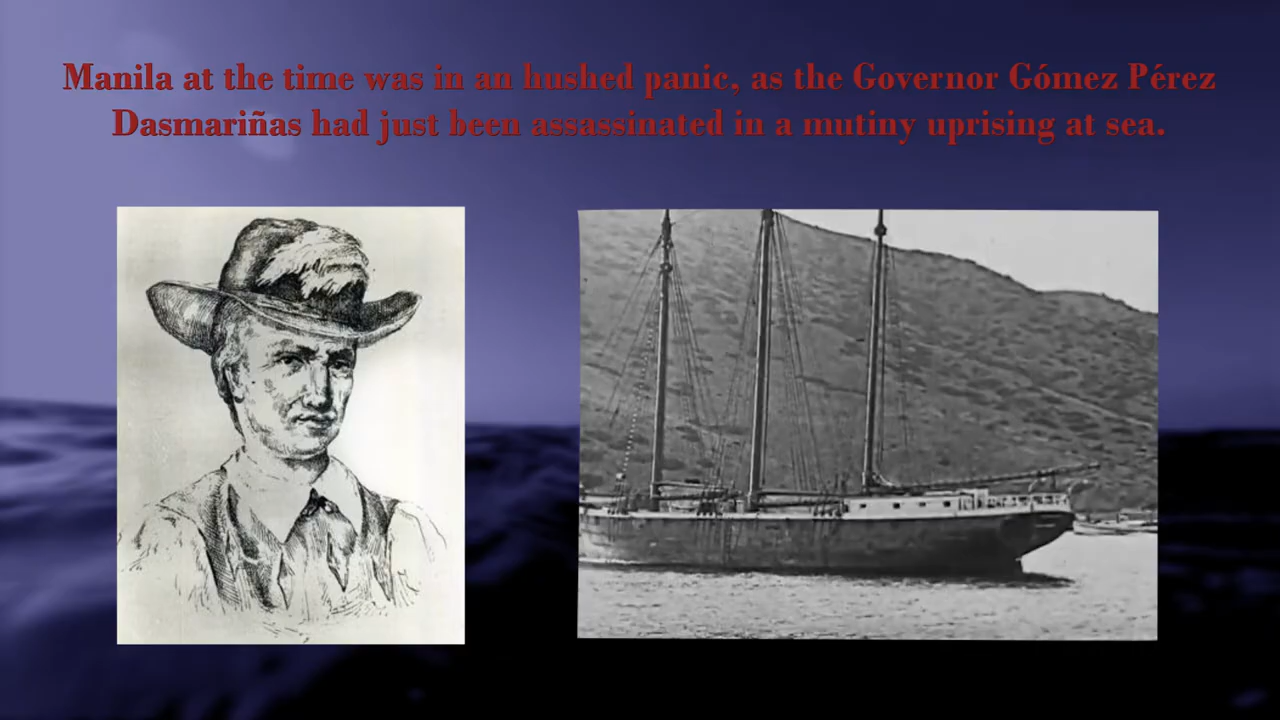 Manila at the time was in an hushed panic, as the Governor Gómez Pérez
Dasmariñas had just been assassinated in a mutiny uprising at sea.